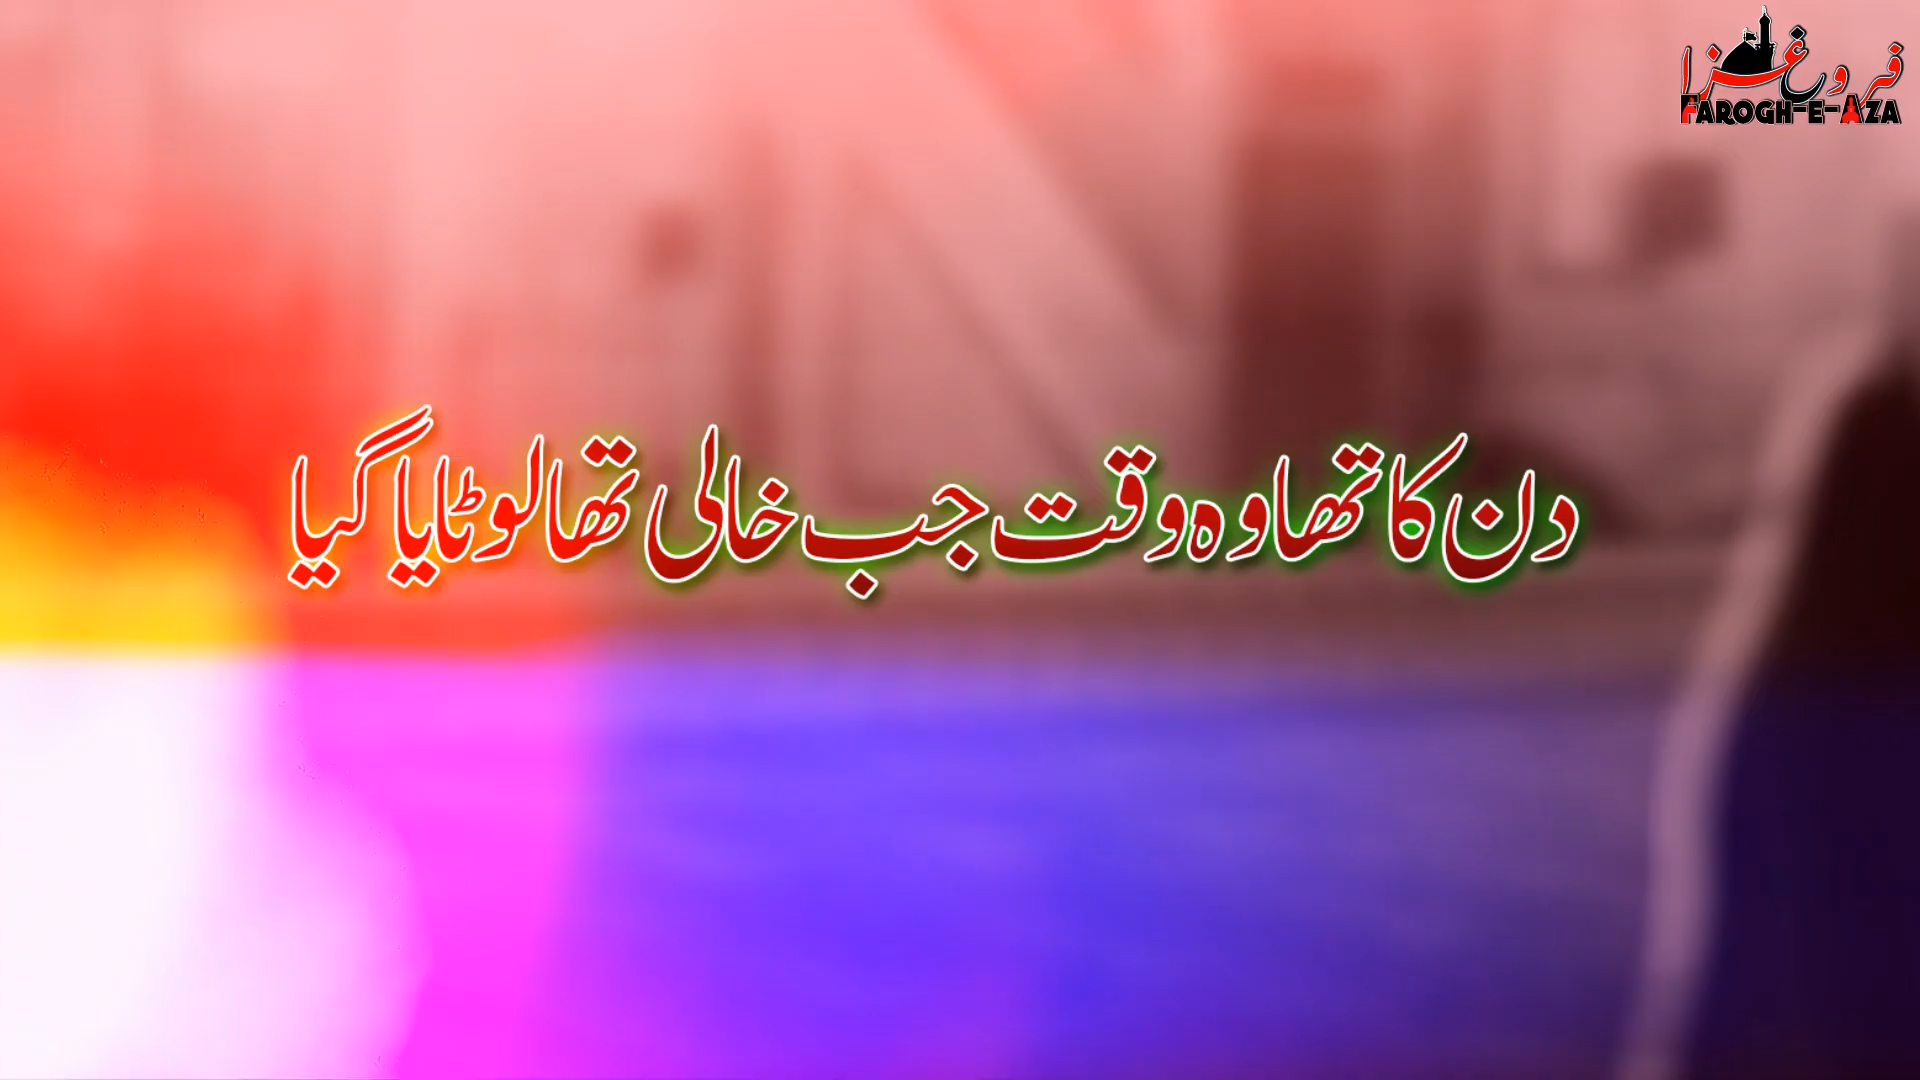 فروغ عزا
FAROGH-E-AZA
دن کا تھا وہ وقت جب خالی تھا لوٹایا گیا